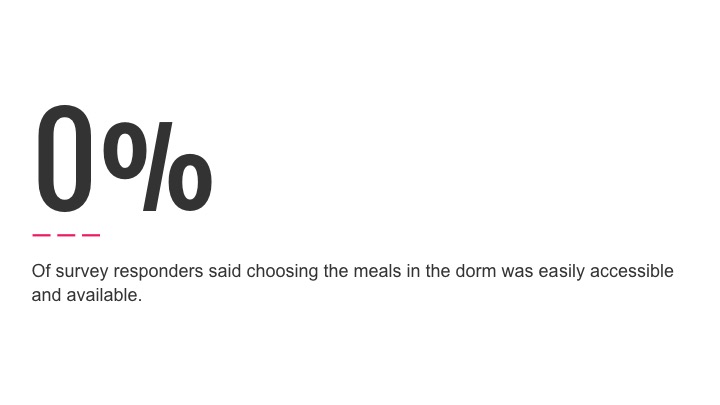 0%
Of survey responders said choosing the meals in the dorm was easily accessible
and available.